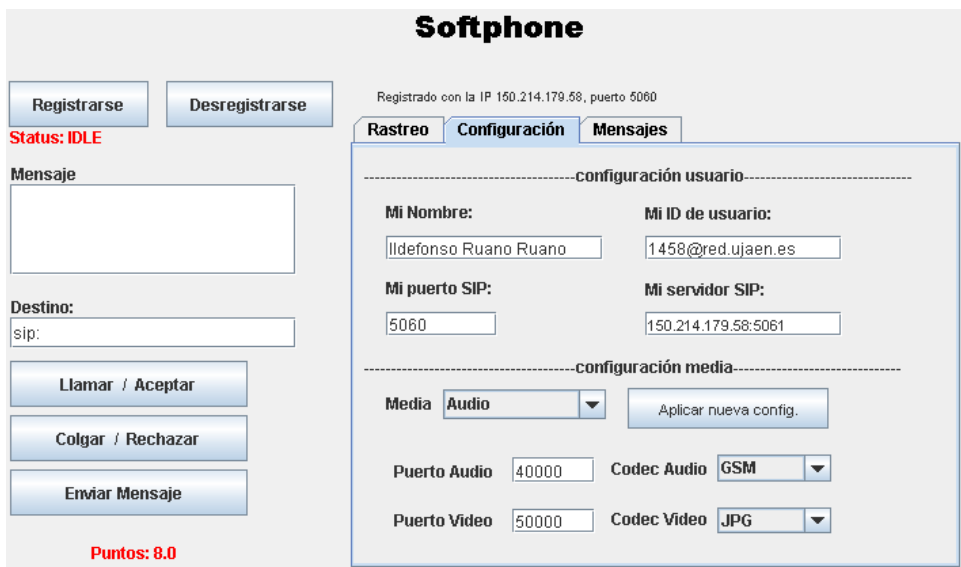 Softphone
Registrarse
Desregistrarse
Status: IDLE
Mensaje
Destino:
sip:
Llamar / Aceptar
Colgar / Rechazar
Enviar Mensaje
Puntos: 8.0
Registrado con la IP 150.214.179.58, puerto 5060
Rastreo
Configuración
Mensajes
--------------------------------------configuración usuario------------------------------
Mi Nombre:
Mi ID de usuario:
Ildefonso Ruano Ruano
1458@red.ujaen.es
Mi puerto SIP:
Mi servidor SIP:
5060
150.214.179.58:5061
--------------------------------------configuración media------------------------------
Media
Audio
Aplicar nueva config.
Puerto Audio
40000
Codec Audio
GSM
Puerto Video
50000
Codec Video
JPG